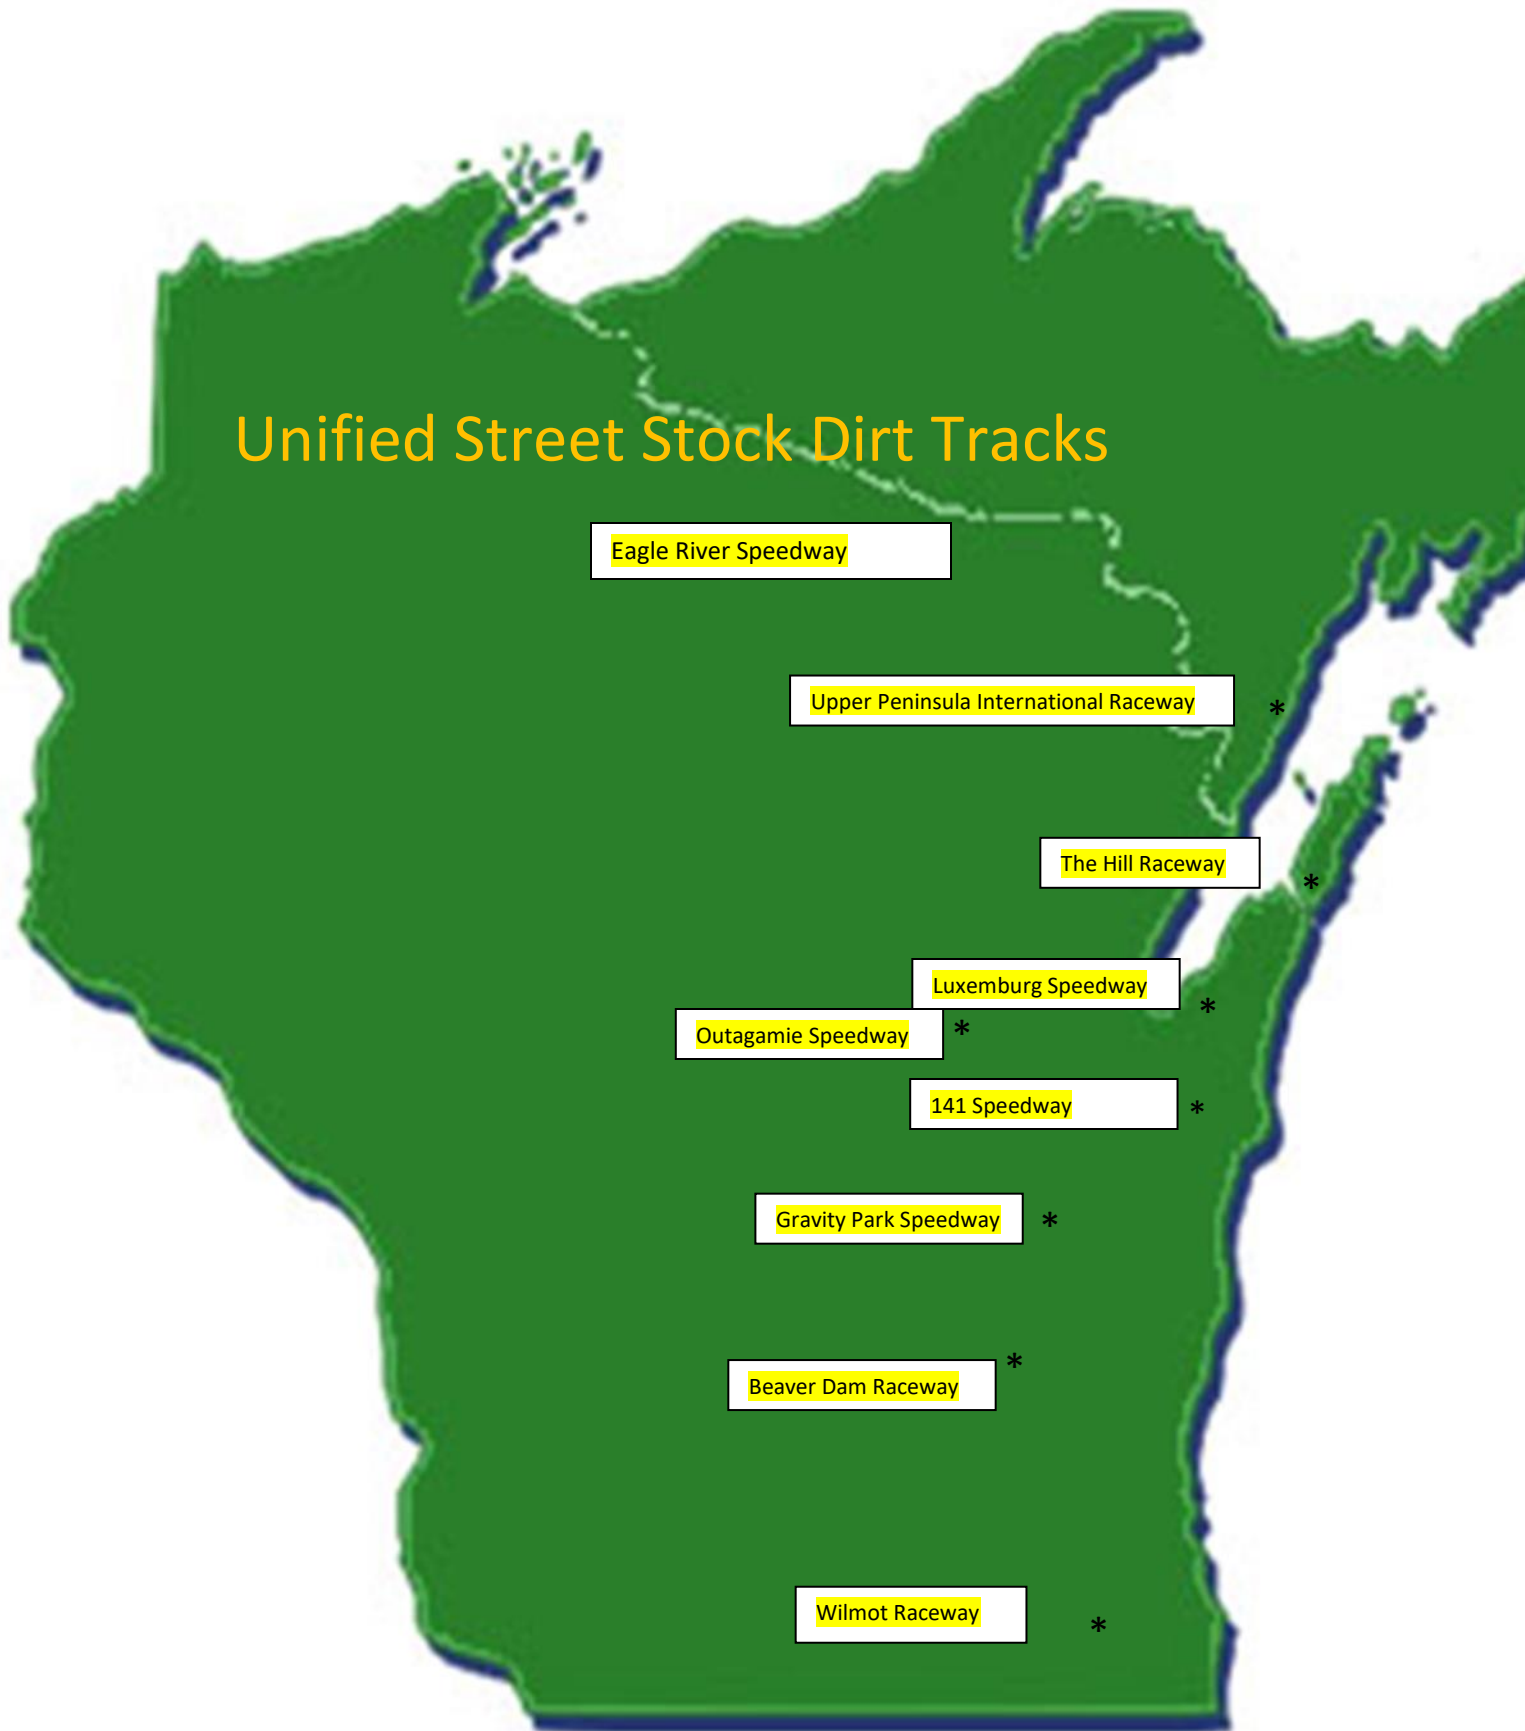 Unified Street Stock Dirt Tracks
Eagle River Speedway
Upper Peninsula International Raceway *
The Hill Raceway
*
Luxemburg Speedway
*
Outagamie Speedway *
141 Speedway *
Gravity Park Speedway *
*
Beaver Dam Raceway
Wilmot Raceway *